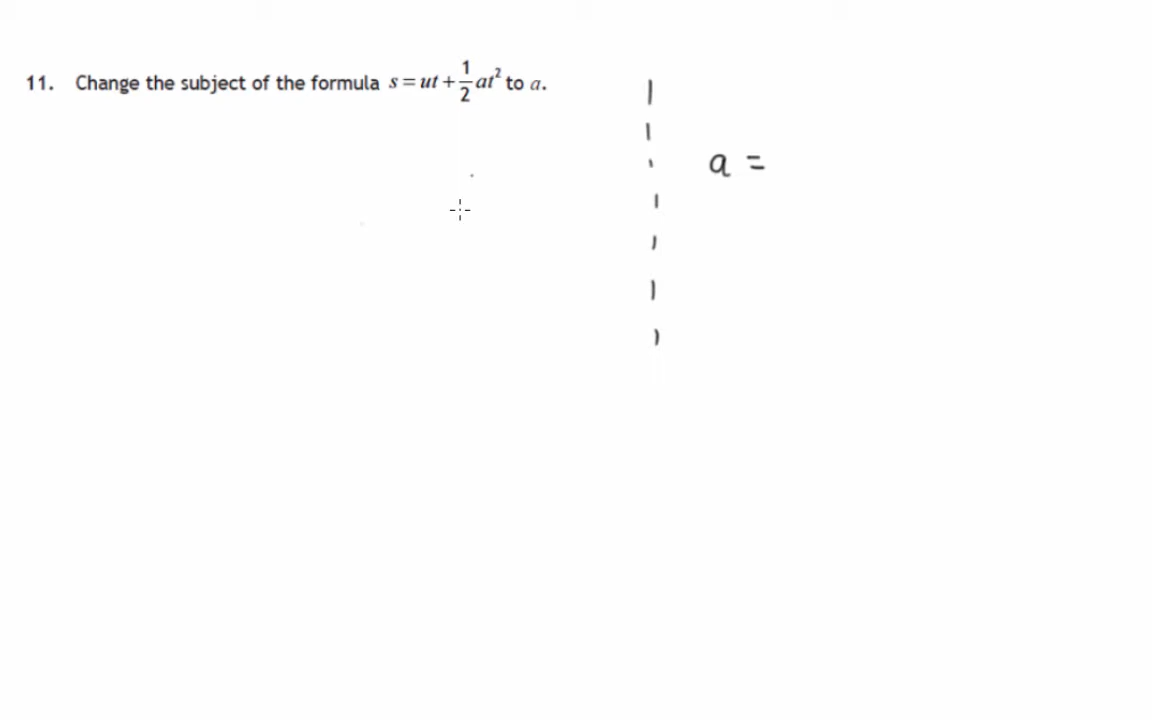 11. Change the subject of the formula s = ut + 1/2 at² to a.
a =